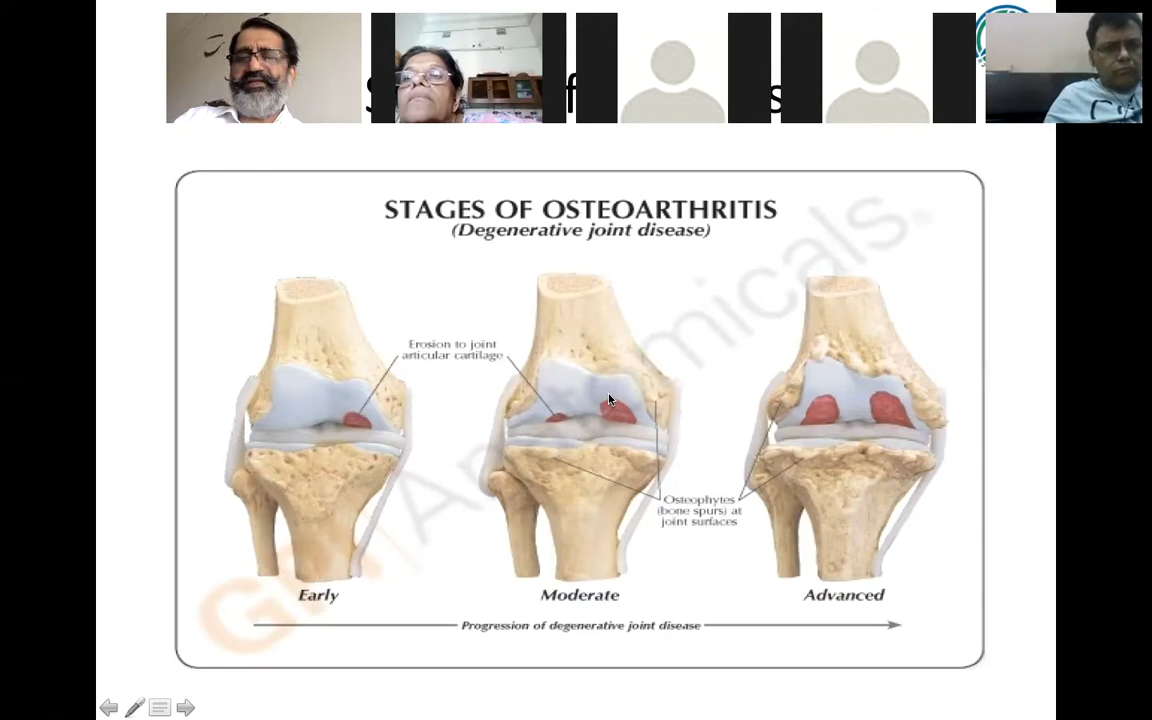 STAGES OF OSTEOARTHRITIS
(Degenerative joint disease)
Erosion to joint
articular cartilage
Osteophytes
(bone spurs) at
joint surfaces
Early
Moderate
Advanced
Progression of degenerative joint disease